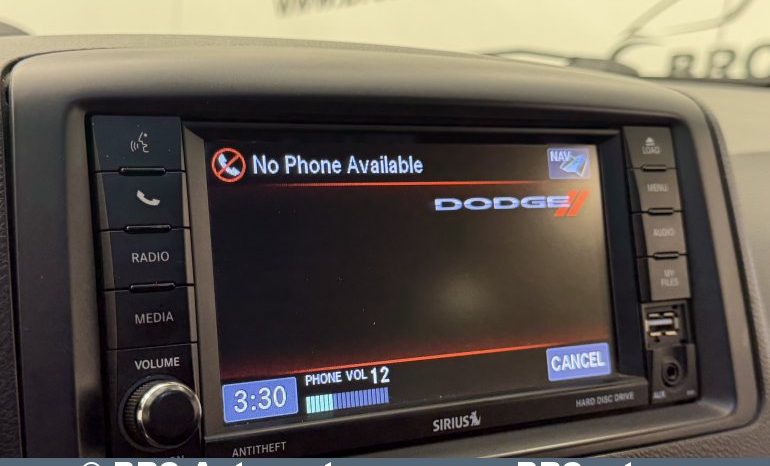 No Phone Available
NAV
DODGE
RADIO
MEDIA
VOLUME
3:30
PHONE VOL 12
CANCEL
LOAD
MENU
AUDIO
MY
FILES
AUX
ANTITHEFT
SIRIUS
HARD DISC DRIVE